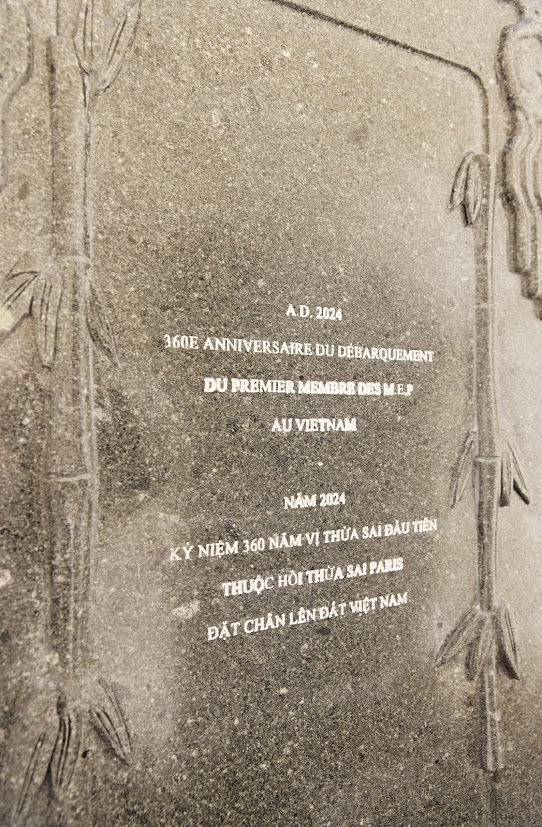 A.D. 2024
360E ANNIVERSAIRE DU DÉBARQUEMENT
DU PREMIER MEMBRE DES M.E.P
AU VIETNAM
NĂM 2024
KỶ NIỆM 360 NĂM VỊ THỪA SAI ĐẦU TIÊN
THUỘC HỘI THỪA SAI PARIS
ĐẶT CHÂN LÊN ĐẤT VIỆT NAM